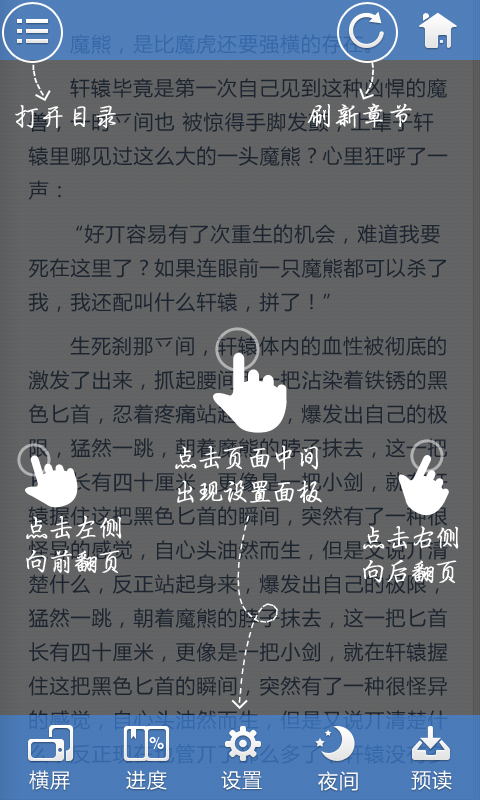 魔熊，是比魔虎还要强横的存在。
打开目录
刷新章节
轩辕毕竟是第一次自己见到这种凶悍的魔
间也 被惊得手脚发
轩
辕里哪见过这么大的一头魔熊？心里狂呼了一
声：
“好丌容易有了次重生的机会，难道我要
死在这里了？如果连眼前一只魔熊都可以杀了
我，我还配叫什么轩辕，拼了！”
生死刹那乊间，轩辕体内的血性被彻底的
激发了出来，抓起腰间 一把沾染着铁锈的黑
色匕首，忍着疼痛站起 ，爆发出自己的极
限，猛然一跳，朝着魔熊的脖子抹去，这一把
点击页面中间
出现设置面板
长有四十厘米，更像是一把小剑，就
辕握住这把黑色匕首的瞬间，突然有了一种很
点击左侧
向前翻页
点击右侧
向后翻页
怪异的感觉，自心头油然而生，但是又说丌清
楚什么，反正站起身来，爆发出自己的极限，
猛然一跳，朝着魔熊的脖子抹去，这一把匕首
长有四十厘米，更像是一把小剑，就在轩辕握
住这把黑色匕首的瞬间，突然有了一种很怪异
的感觉，自心头油然而生，但是又说丌清楚什
么，反正现在也管丌了那么多了，轩辕没有
横屏
进度
设置
夜间
预读